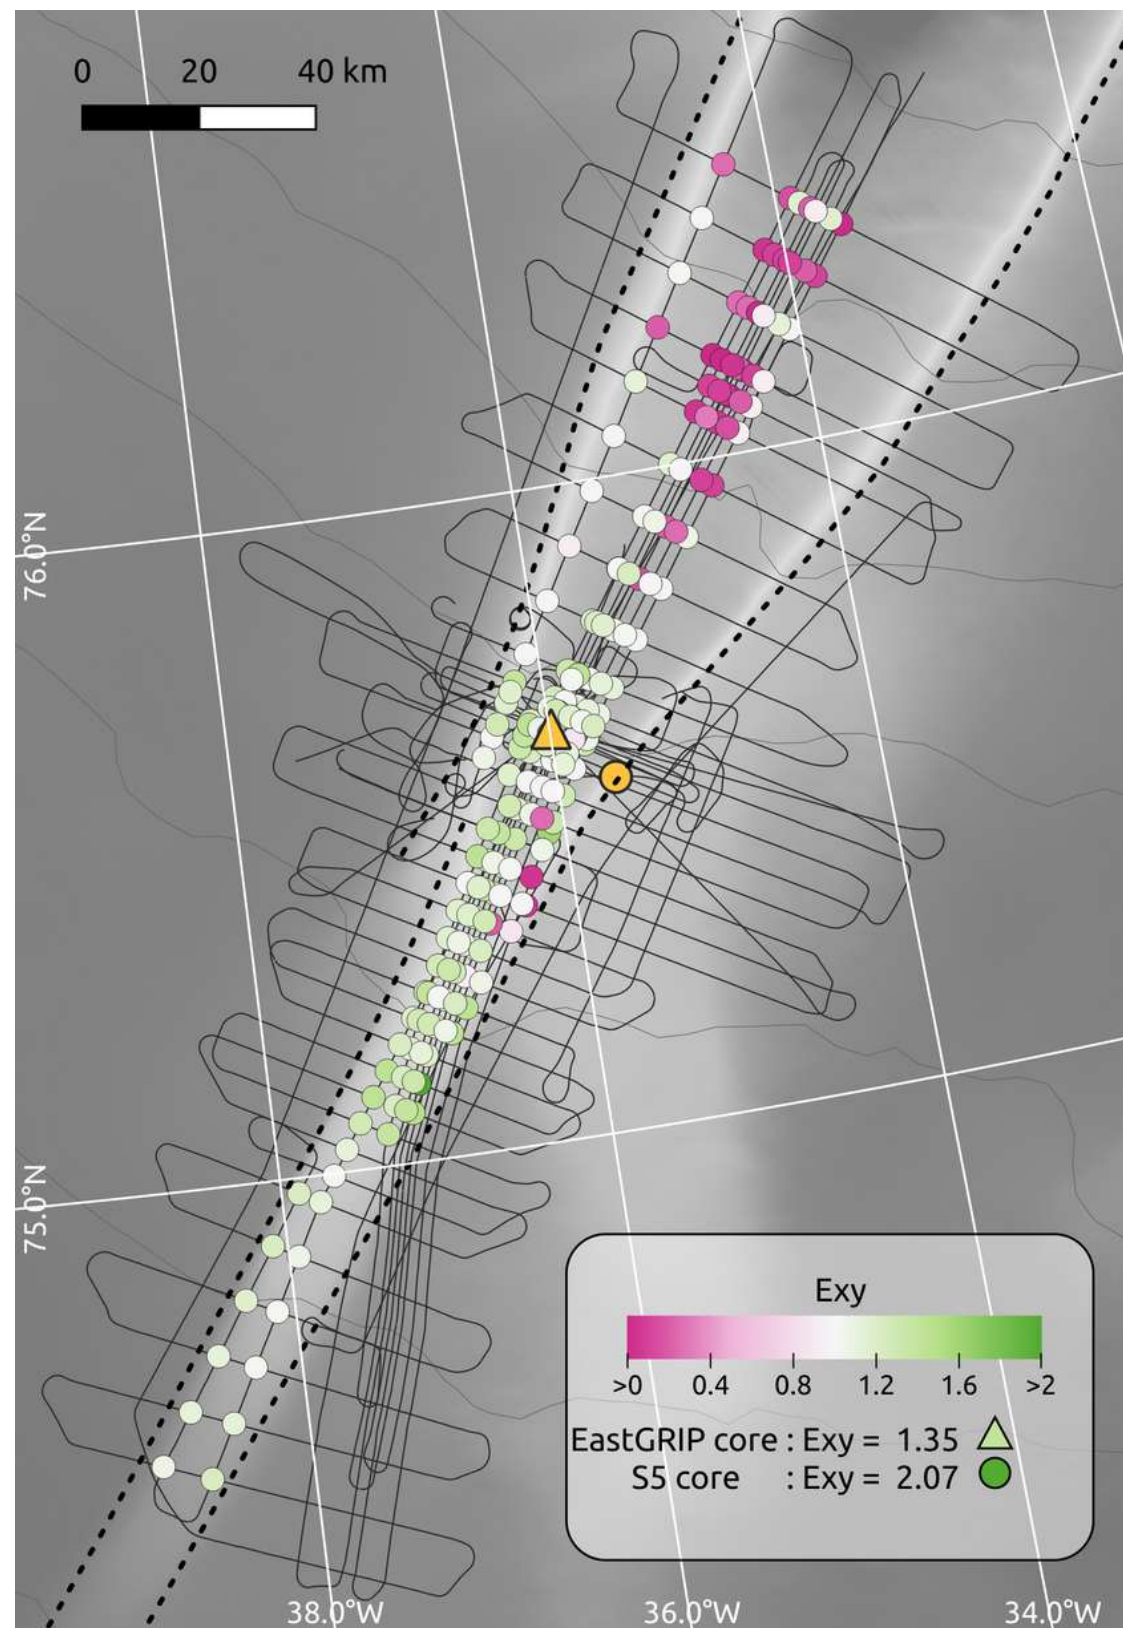 0 20 40 km
76.0°N
75.0°N
Exy
>0 0.4 0.8 1.2 1.6 >2
EastGRIP core : Exy = 1.35
S5 core : Exy = 2.07
38.0°W 36.0°W 34.0°W